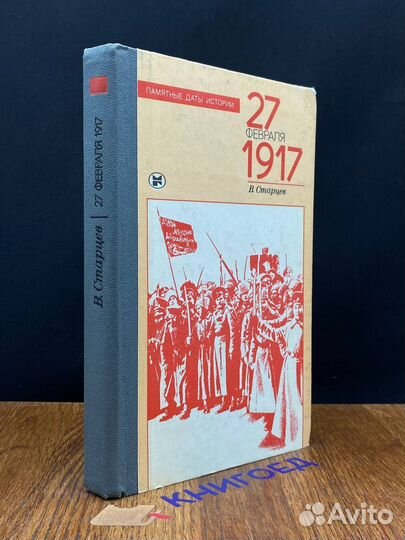 В. Старцев | 27 ФЕВРАЛЯ 1917
ПАМЯТНЫЕ ДАТЫ ИСТОРИИ
27
ФЕВРАЛЯ
1917
В. Старцев
КНИГОЕД
Avito